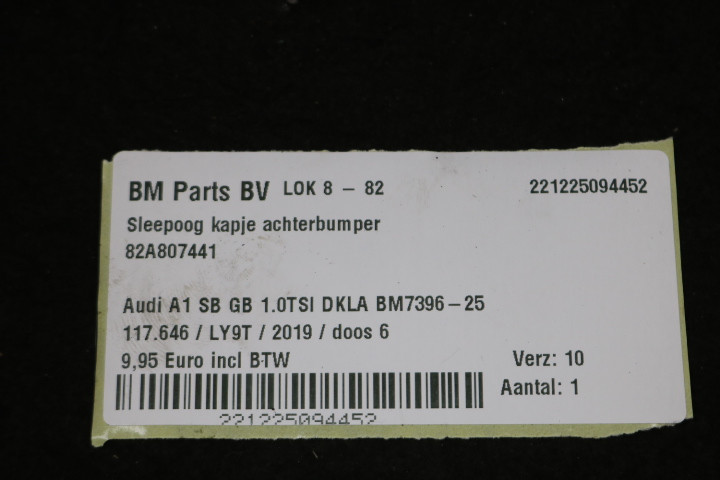 BM Parts BV LOK 8 - 82 221225094452
Sleepoog kapje achterbumper
82A807441
Audi A1 SB GB 1.0TSI DKLA BM7396-25
117.646 / LY9T / 2019 / doos 6
9,95 Euro incl BTW Verz: 10
Aantal: 1
221225094452